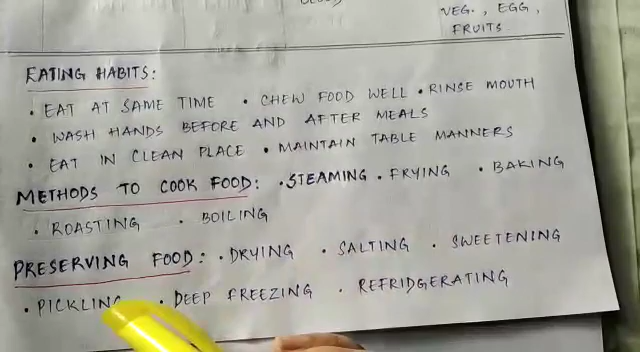 VEG., EGG,
FRUITS.
EATING HABITS:
• EAT AT SAME TIME • CHEW FOOD WELL • RINSE MOUTH
• WASH HANDS BEFORE AND AFTER MEALS
• EAT IN CLEAN PLACE • MAINTAIN TABLE MANNERS
METHODS TO COOK FOOD: • STEAMING • FRYING • BAKING
• ROASTING • BOILING
PRESERVING FOOD: • DRYING • SALTING • SWEETENING
• PICKLING • DEEP FREEZING • REFRIDGERATING